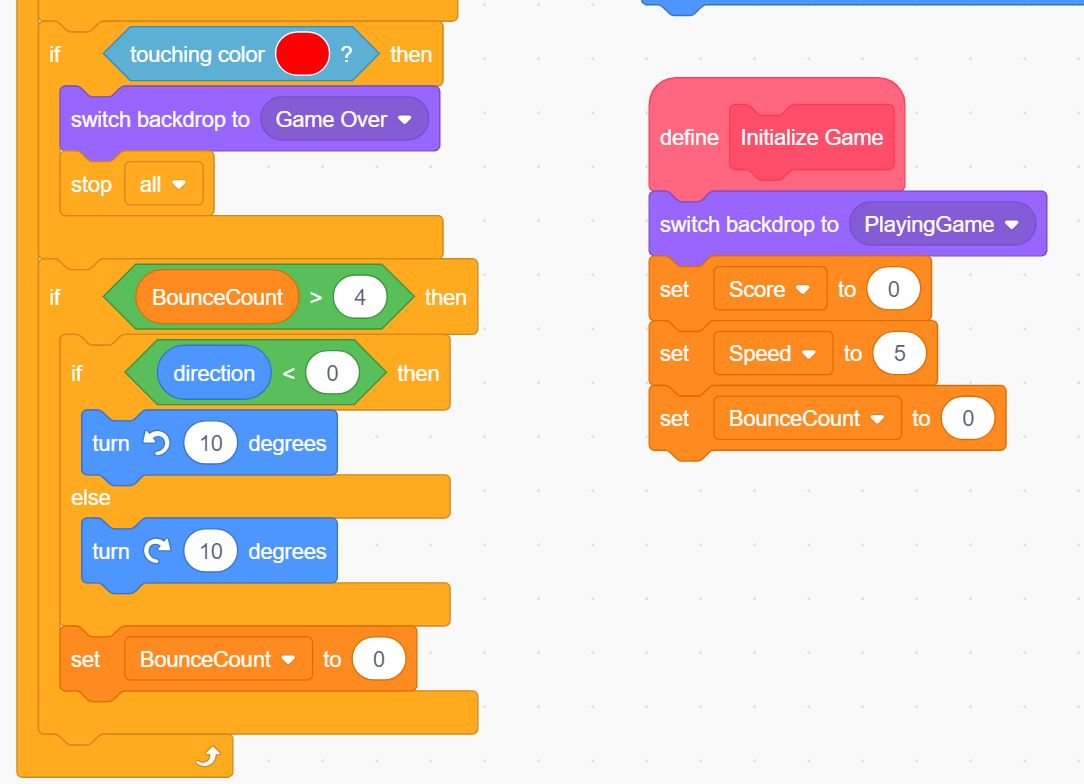 if touching color ? then
switch backdrop to Game Over
stop all
if BounceCount > 4 then
if direction < 0 then
turn 10 degrees
else
turn 10 degrees
set BounceCount to 0
define Initialize Game
switch backdrop to PlayingGame
set Score to 0
set Speed to 5
set BounceCount to 0